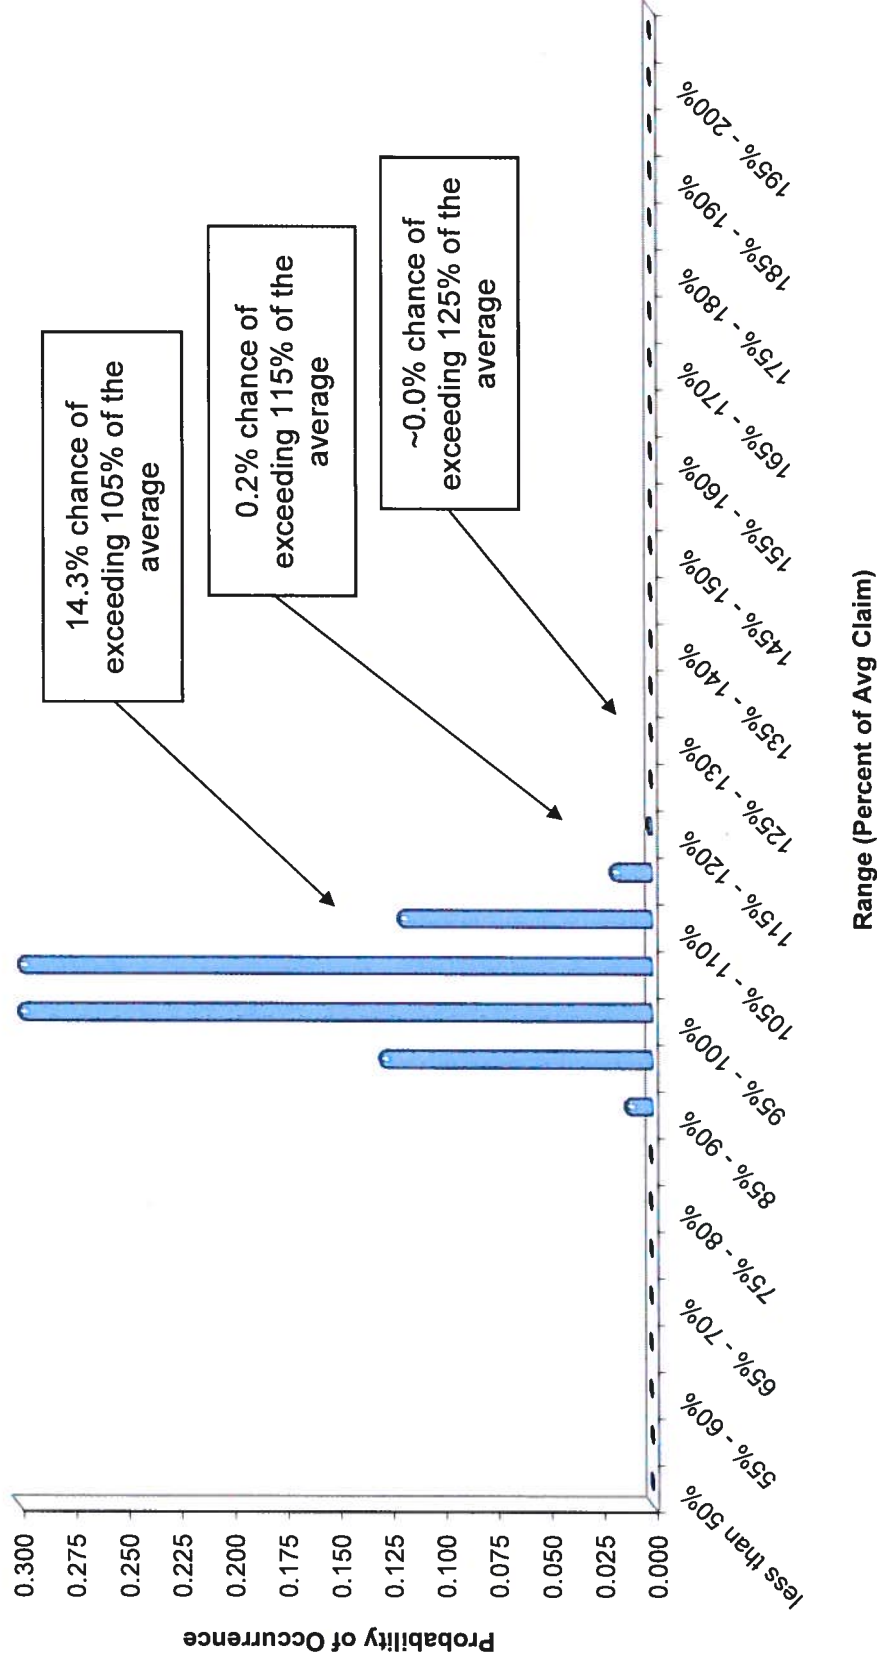 0.300
0.275
0.250
0.225
0.200
0.175
0.150
0.125
0.100
0.075
0.050
0.025
0.000
Probability of Occurrence
14.3% chance of
exceeding 105% of the
average
0.2% chance of
exceeding 115% of the
average
~0.0% chance of
exceeding 125% of the
average
less than 50%
55% - 60%
65% - 70%
75% - 80%
85% - 90%
95% - 100%
105% - 110%
115% - 120%
125% - 130%
135% - 140%
145% - 150%
155% - 160%
165% - 170%
175% - 180%
185% - 190%
195% - 200%
Range (Percent of Avg Claim)